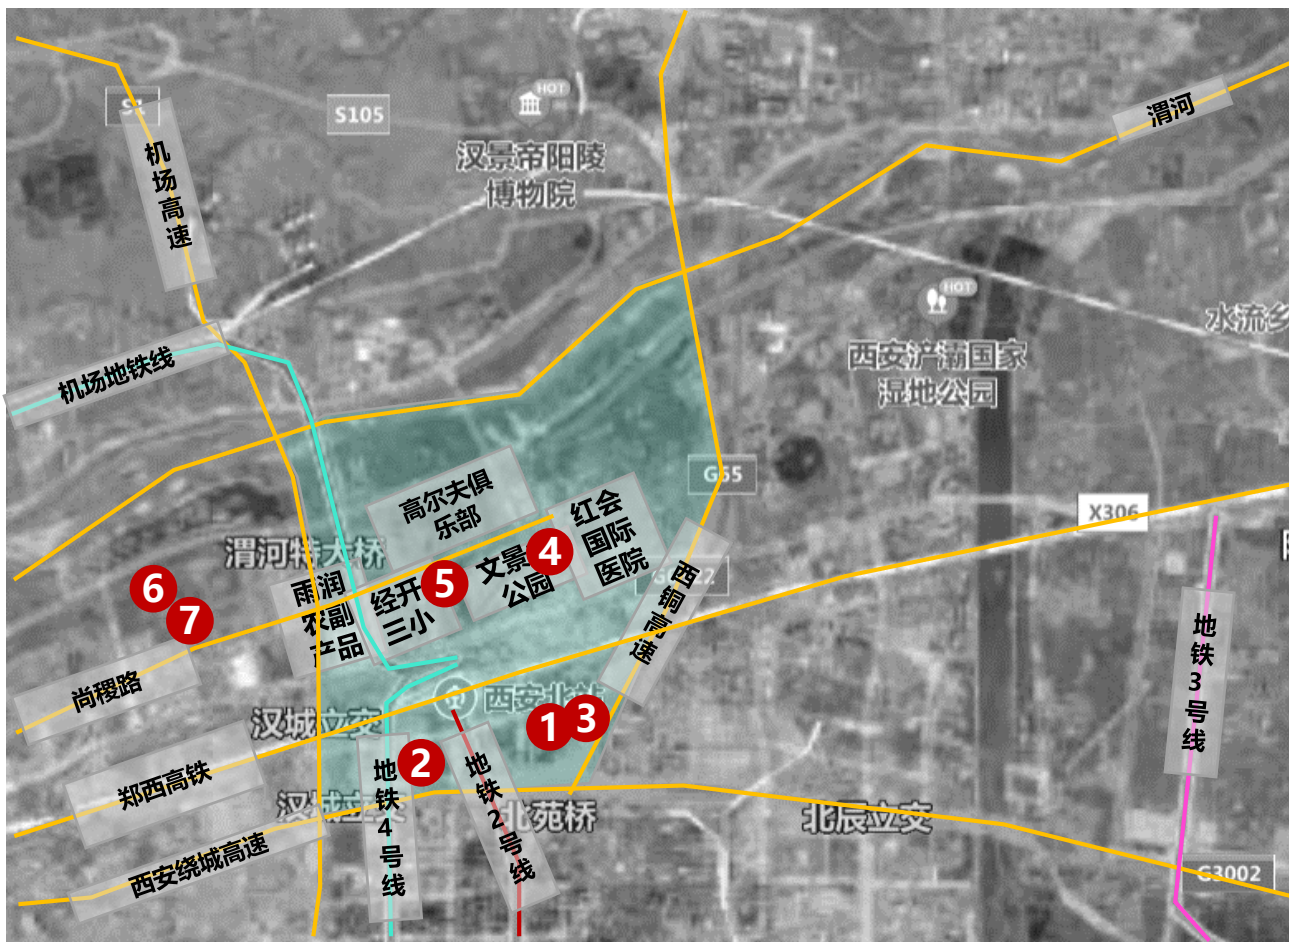 S1
S105
HOT
汉景帝阳陵
博物院
渭河
机场高速
HOT
水流乡
西安浐灞国家
湿地公园
机场地铁线
G65
X306
高尔夫俱
乐部
红会
国际
医院
渭河特大桥
文景
公园
4
5
6
7
雨润
农副
产品
经开
三小
西铜高速
尚稷路
地铁3号线
西安北站
1
3
汉城立交
2
郑西高铁
地铁4号线
地铁2号线
汉城立交
北苑桥
北辰立交
西安绕城高速
G3002